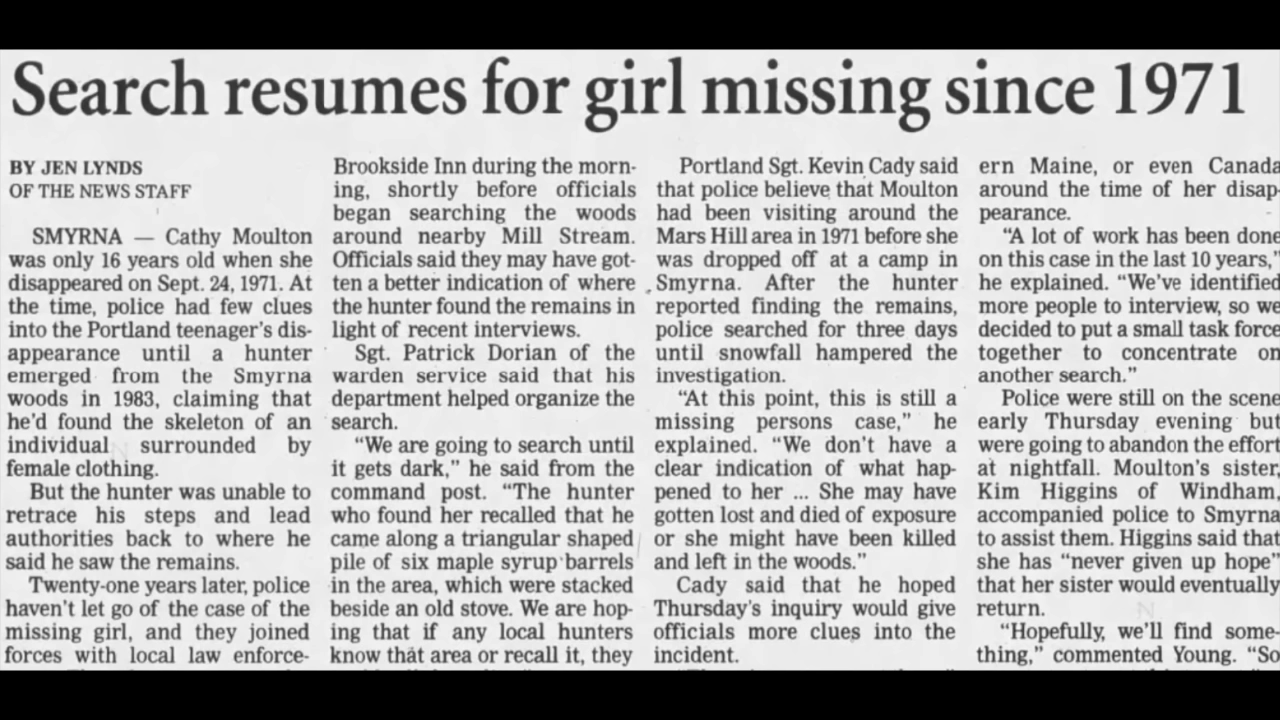 Search resumes for girl missing since 1971
BY JEN LYNDS
OF THE NEWS STAFF
SMYRNA — Cathy Moulton
was only 16 years old when she
disappeared on Sept. 24, 1971. At
the time, police had few clues
into the Portland teenager's dis-
appearance until a hunter
emerged from the Smyrna
woods in 1983, claiming that
he'd found the skeleton of an
individual surrounded by
female clothing.
But the hunter was unable to
retrace his steps and lead
authorities back to where he
said he saw the remains.
Twenty-one years later, police
haven't let go of the case of the
missing girl, and they joined
forces with local law enforce-
Brookside Inn during the morn-
ing, shortly before officials
began searching the woods
around nearby Mill Stream.
Officials said they may have got-
ten a better indication of where
the hunter found the remains in
light of recent interviews.
Sgt. Patrick Dorian of the
warden service said that his
department helped organize the
search.
"We are going to search until
it gets dark," he said from the
command post. "The hunter
who found her recalled that he
came along a triangular shaped
pile of six maple syrup barrels
in the area, which were stacked
beside an old stove. We are hop-
ing that if any local hunters
know that area or recall it, they
Portland Sgt. Kevin Cady said
that police believe that Moulton
had been visiting around the
Mars Hill area in 1971 before she
was dropped off at a camp in
Smyrna. After the hunter
reported finding the remains,
police searched for three days
until snowfall hampered the
investigation.
"At this point, this is still a
missing persons case," he
explained. "We don't have a
clear indication of what hap-
pened to her ... She may have
gotten lost and died of exposure
or she might have been killed
and left in the woods."
Cady said that he hoped
Thursday's inquiry would give
officials more clues into the
incident.
ern Maine, or even Canada
around the time of her disap-
pearance.
"A lot of work has been done
on this case in the last 10 years,"
he explained. "We've identified
more people to interview, so we
decided to put a small task force
together to concentrate on
another search."
Police were still on the scene
early Thursday evening but
were going to abandon the effort
at nightfall. Moulton's sister,
Kim Higgins of Windham,
accompanied police to Smyrna
to assist them. Higgins said that
she has "never given up hope"
that her sister would eventually
return.
"Hopefully, we'll find some-
thing," commented Young. "So